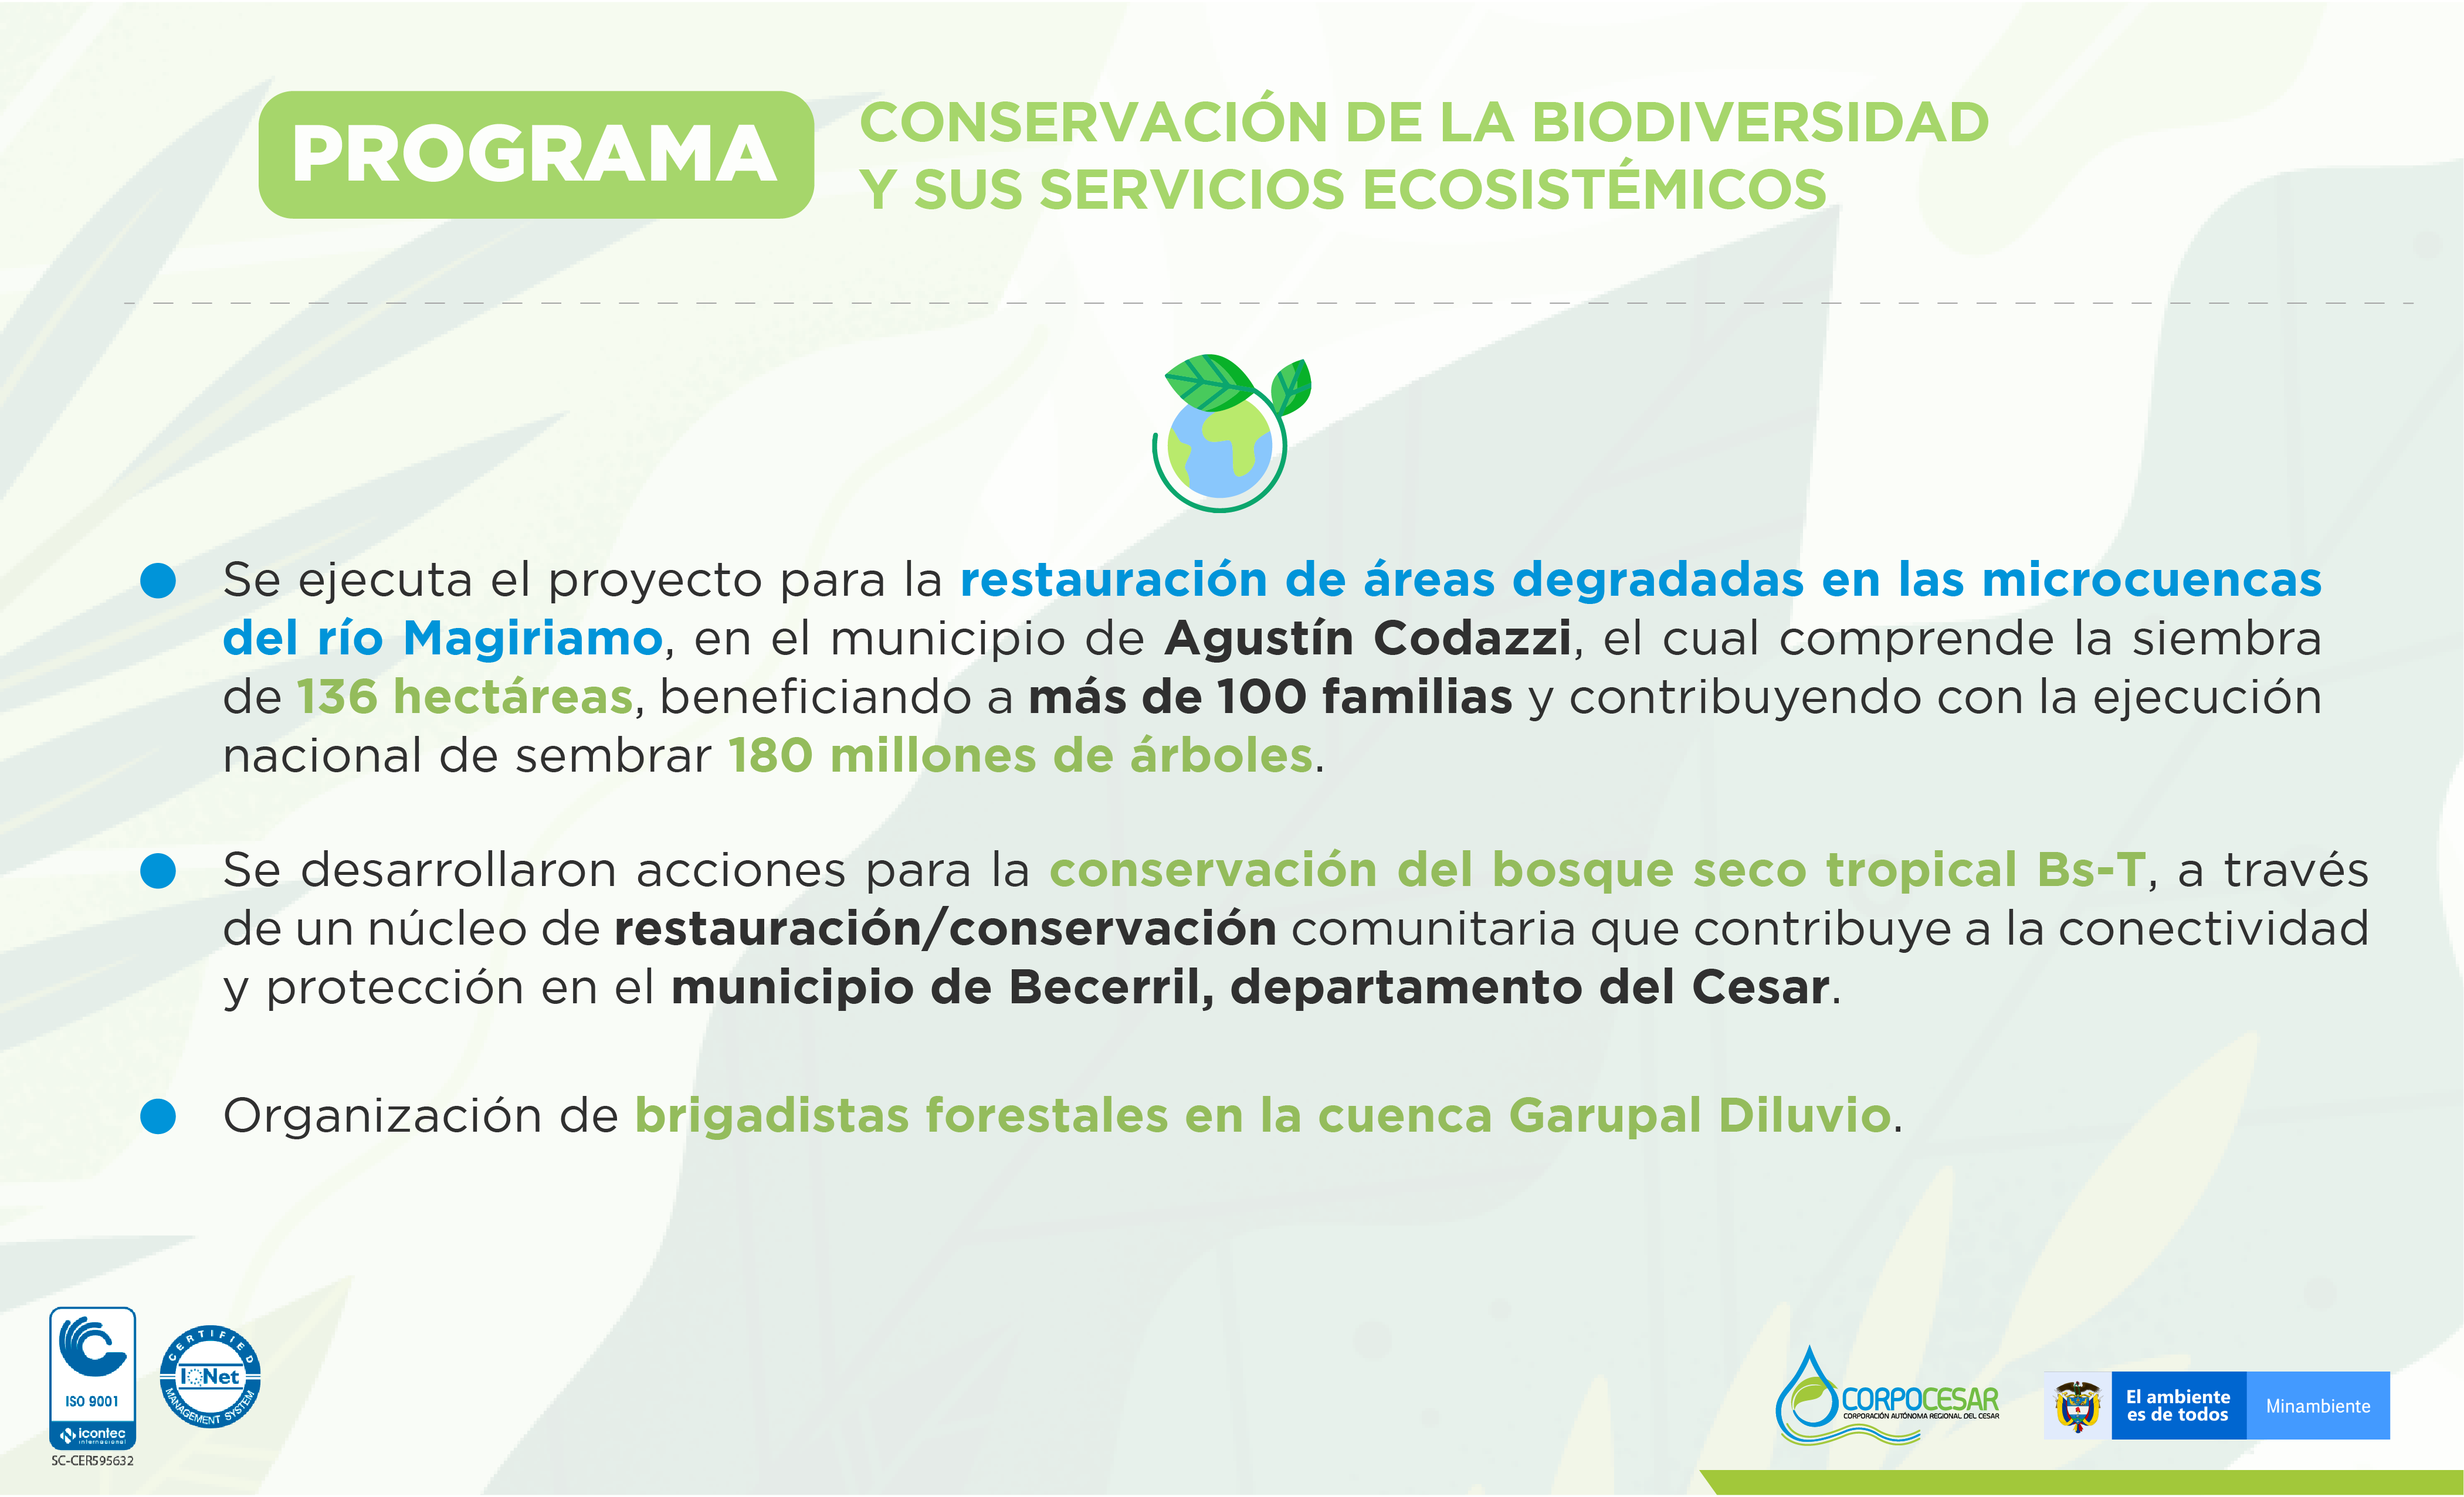 PROGRAMA
CONSERVACIÓN DE LA BIODIVERSIDAD
Y SUS SERVICIOS ECOSISTÉMICOS
Se ejecuta el proyecto para la restauración de áreas degradadas en las microcuencas
del río Magiriamo, en el municipio de Agustín Codazzi, el cual comprende la siembra
de 136 hectáreas, beneficiando a más de 100 familias y contribuyendo con la ejecución
nacional de sembrar 180 millones de árboles.
Se desarrollaron acciones para la conservación del bosque seco tropical Bs-T, a través
de un núcleo de restauración/conservación comunitaria que contribuye a la conectividad
y protección en el municipio de Becerril, departamento del Cesar.
Organización de brigadistas forestales en la cuenca Garupal Diluvio.
ISO 9001
icontec
internacional
SC-CER595632
CERTIFIED
IQNet
MANAGEMENT SYSTEM
CORPOCESAR
CORPORACIÓN AUTÓNOMA REGIONAL DEL CESAR
El ambiente
es de todos
Minambiente